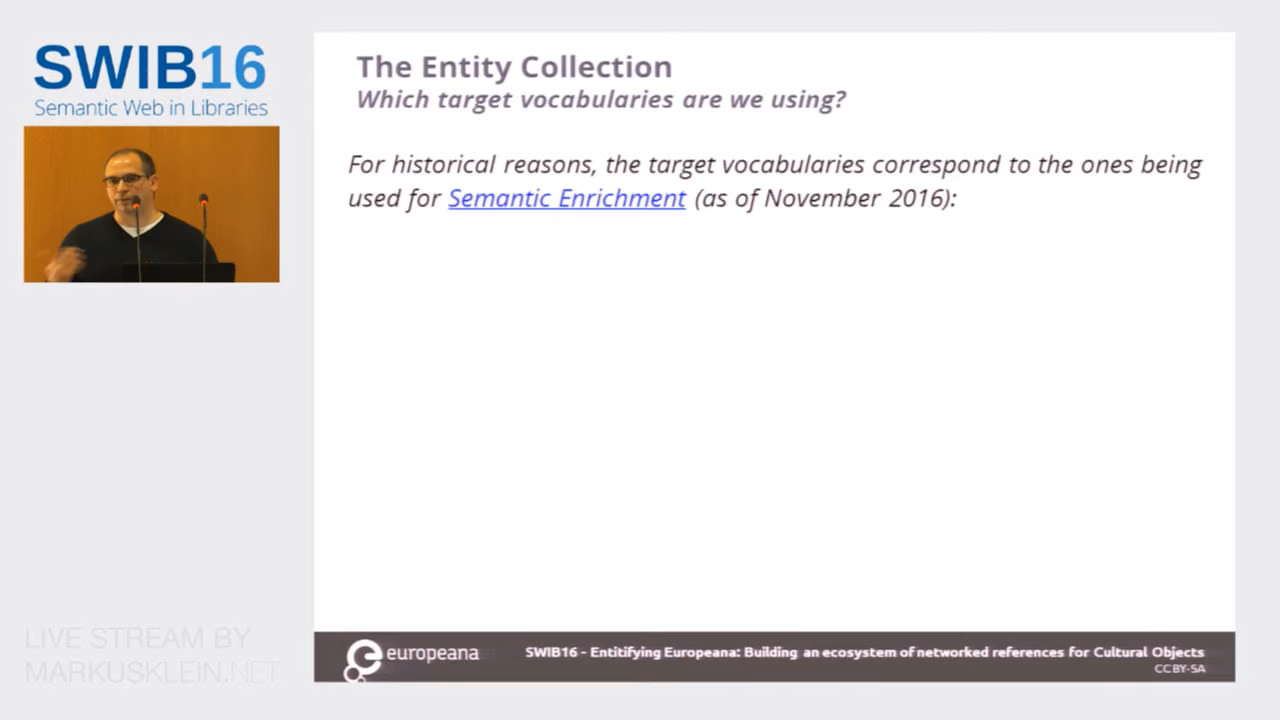 SWIB16
Semantic Web in Libraries
The Entity Collection
Which target vocabularies are we using?
For historical reasons, the target vocabularies correspond to the ones being
used for Semantic Enrichment (as of November 2016):
LIVE STREAM BY
MARKUSKLEIN.NET
europeana
SWIB16 - Entitifying Europeana: Building an ecosystem of networked references for Cultural Objects
CC BY-SA